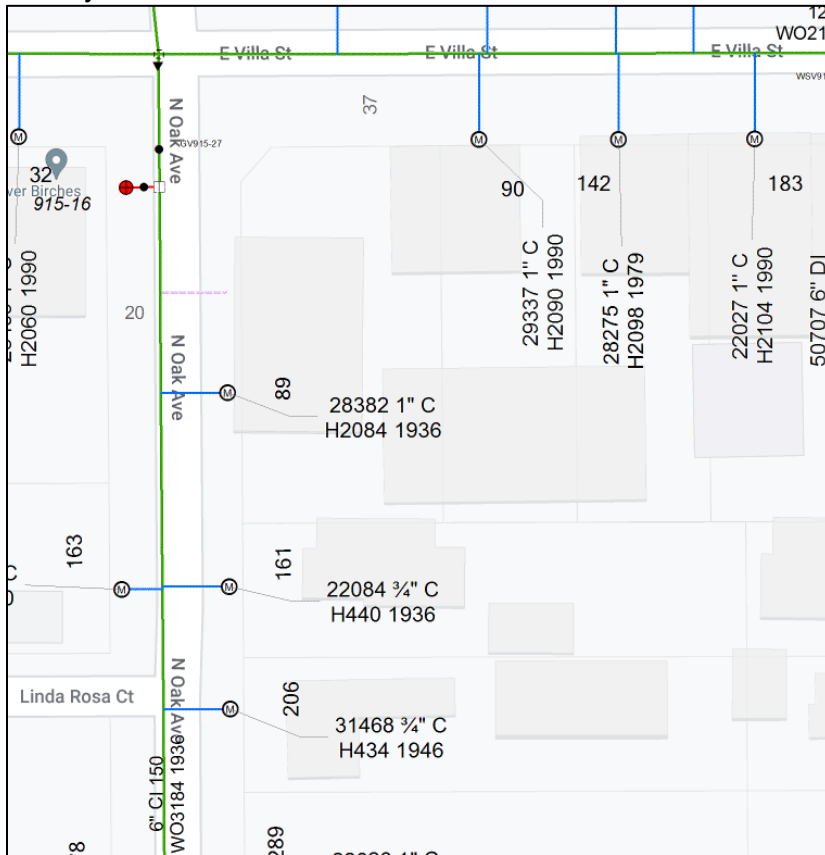 12
WO21
E Villa St
E Villa St
E Villa St
WSV91
N Oak Ave
GV915-27
37
M
M
M
M
32
ver Birches
915-16
90
142
183
H2060 1990
29337 1" C
H2090 1990
28275 1" C
H2098 1979
22027 1" C
H2104 1990
50707 6" DI
20
N Oak Ave
M
89
28382 1" C
H2084 1936
163
161
M
M
22084 ¾" C
H440 1936
N Oak Ave
Linda Rosa Ct
M
206
31468 ¾" C
H434 1946
6" CI 150
WO3184
289